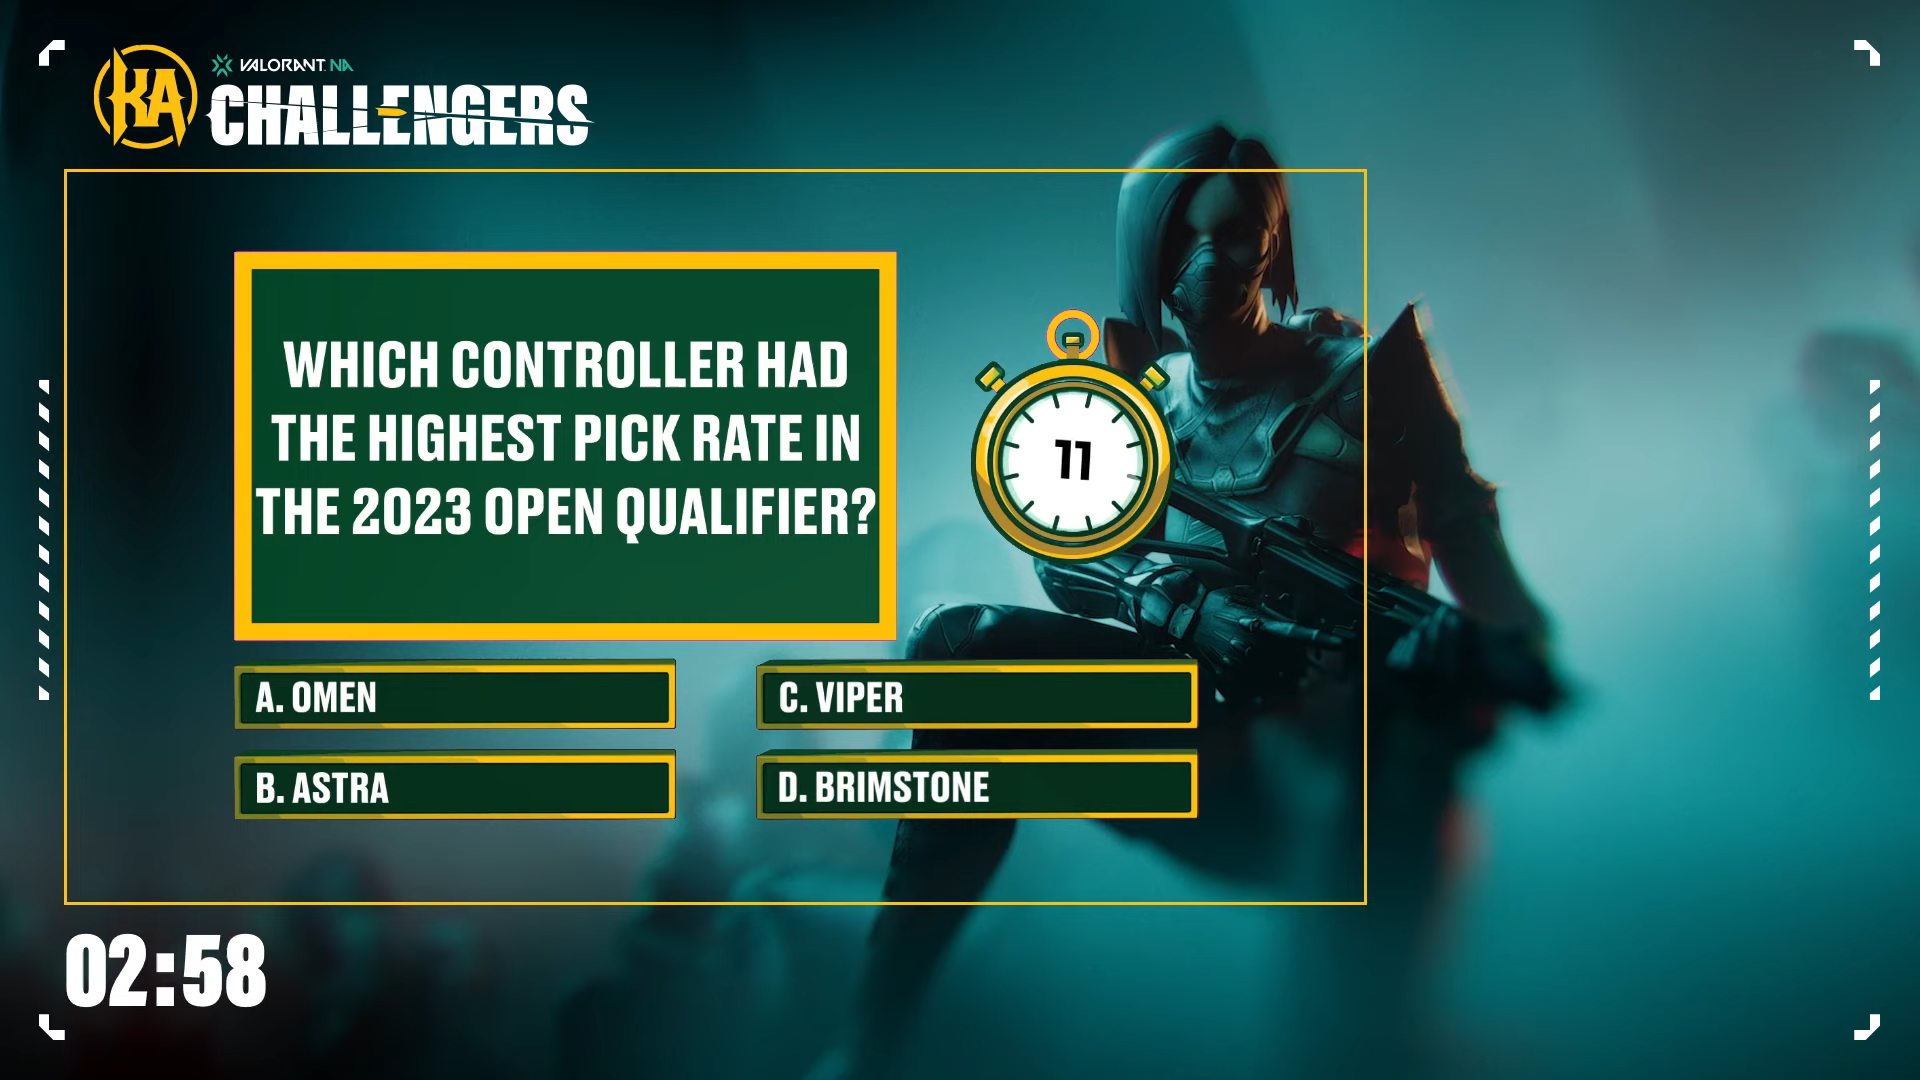 KA
VALORANT NA
CHALLENGERS
WHICH CONTROLLER HAD
THE HIGHEST PICK RATE IN
THE 2023 OPEN QUALIFIER?
11
A. OMEN
C. VIPER
B. ASTRA
D. BRIMSTONE
02:58